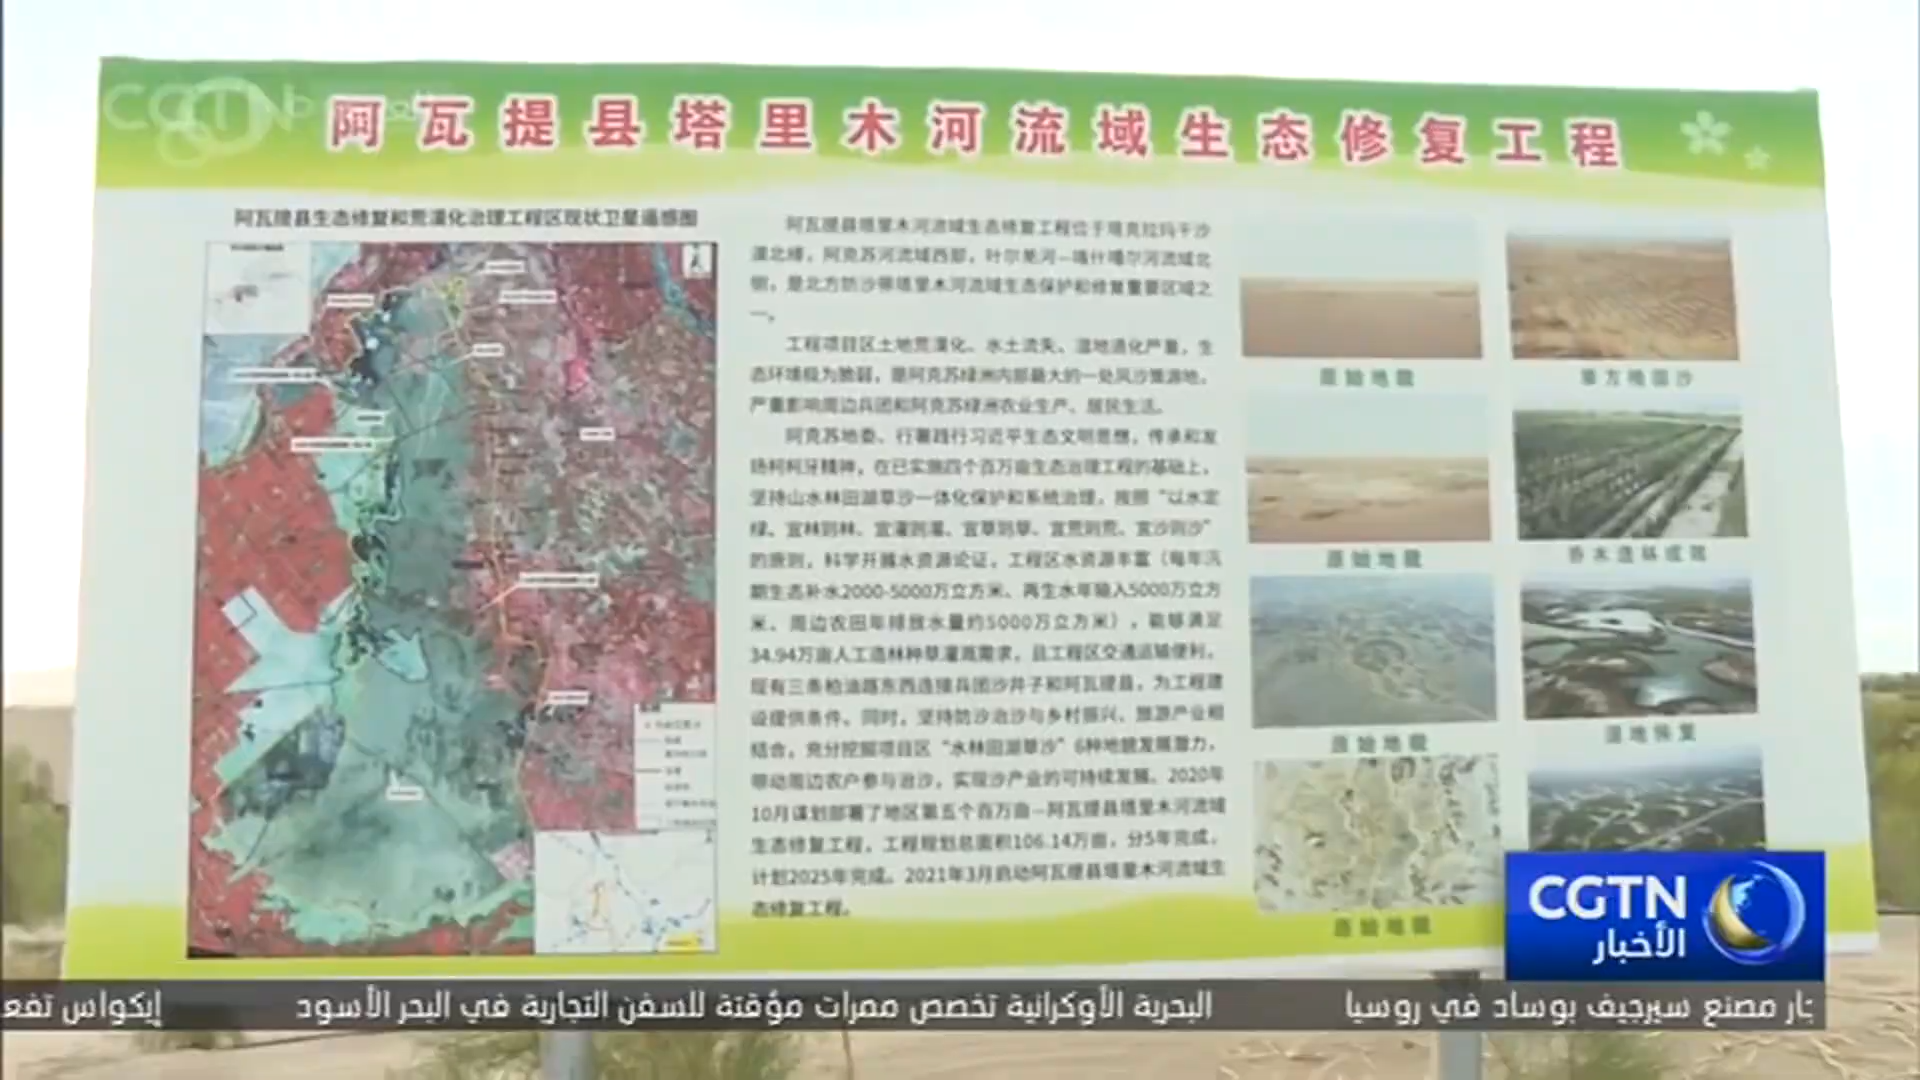 阿瓦提县塔里木河流域生态修复工程
阿瓦提县生态修复和荒漠化治理工程区现状卫星遥感图
阿瓦提县塔里木河流域生态修复工程位于塔克拉玛干沙
漠北缘，阿克苏河流域西部，叶尔羌河—喀什噶尔河流域北
侧，是北方防沙带塔里木河流域生态保护和修复重要区域之
一。
工程项目区土地荒漠化、水土流失、湿地退化严重，生
态环境极为脆弱，是阿克苏绿洲内部最大的一处风沙策源地，
严重影响周边兵团和阿克苏绿洲农业生产、居民生活。
阿克苏地委、行署践行习近平生态文明思想，传承和发
扬柯柯牙精神，在已实施四个百万亩生态治理工程的基础上，
坚持山水林田湖草沙一体化保护和系统治理，按照“以水定
绿、宜林则林、宜灌则灌、宜草则草、宜荒则荒、宜沙则沙”
的原则，科学开展水资源论证，工程区水资源丰富（每年汛
期生态补水2000-5000万立方米、再生水年输入5000万立方
米、周边农田年排放水量约5000万立方米），能够满足
34.94万亩人工造林种草灌溉需求，且工程区交通运输便利，
现有三条柏油路东西连接兵团沙井子和阿瓦提县，为工程建
设提供条件。同时，坚持防沙治沙与乡村振兴、旅游产业相
结合，充分挖掘项目区“水林田湖草沙”6种地貌发展潜力，
带动周边农户参与治沙，实现沙产业的可持续发展。2020年
10月谋划部署了地区第五个百万亩—阿瓦提县塔里木河流域
生态修复工程，工程规划总面积106.14万亩，分5年完成，
计划2025年完成。2021年3月启动阿瓦提县塔里木河流域生
态修复工程。
原始地貌
草方格固沙
原始地貌
乔木造林成效
原始地貌
湿地恢复
原始地貌
CGTN
CGTN
الأخبار
جار مصنع سيرجيف بوساد في روسيا
البحرية الأوكرانية تخصص ممرات مؤقتة للسفن التجارية في البحر الأسود
إيكواس تفع